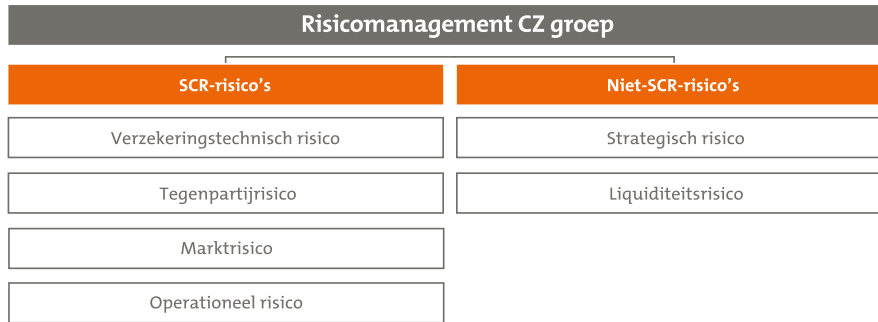 Risicomanagement CZ groep
SCR-risico’s
Niet-SCR-risico’s
Verzekeringstechnisch risico
Strategisch risico
Tegenpartijrisico
Liquiditeitsrisico
Marktrisico
Operationeel risico